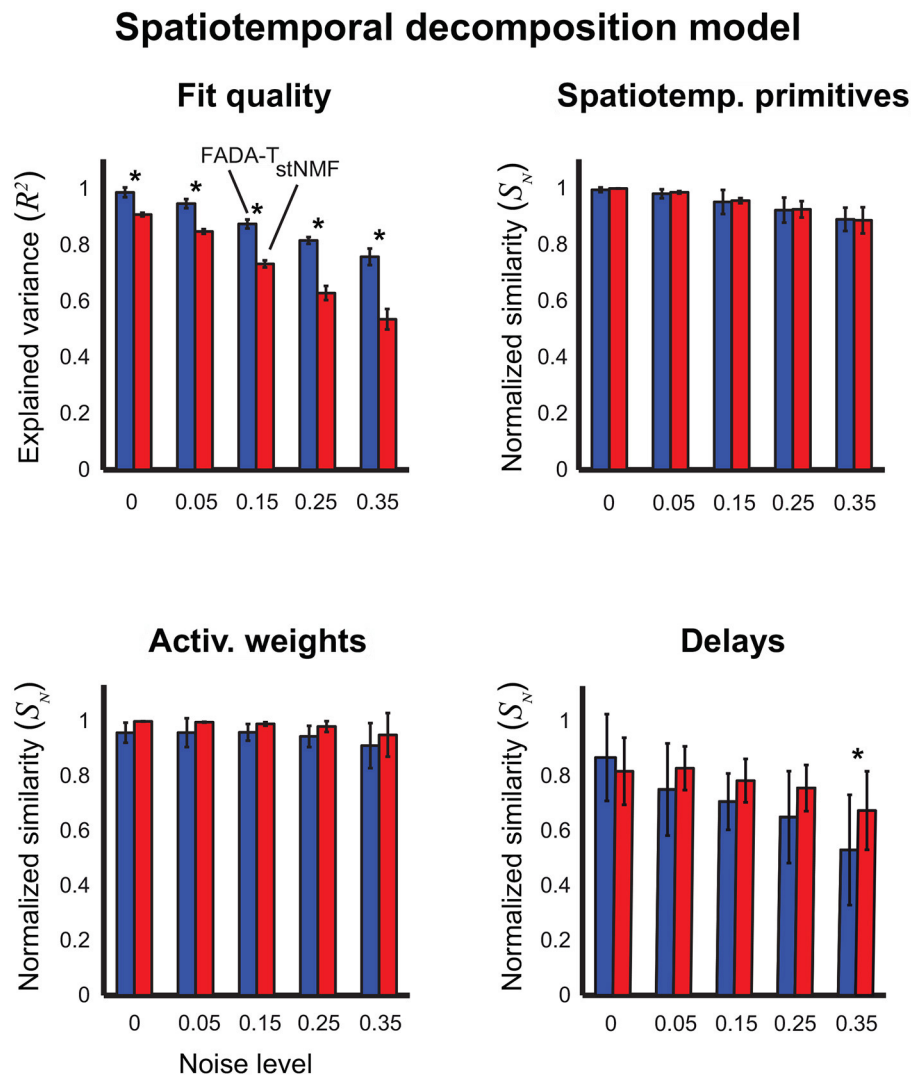 Spatiotemporal decomposition model
Fit quality
Explained variance (R²)
1
0.8
0.6
0.4
0.2
0
* * * * *
FADA-T
stNMF
0 0.05 0.15 0.25 0.35
Spatiotemp. primitives
Normalized similarity (S_N)
1
0.8
0.6
0.4
0.2
0
0 0.05 0.15 0.25 0.35
Activ. weights
Normalized similarity (S_N)
1
0.8
0.6
0.4
0.2
0
0 0.05 0.15 0.25 0.35
Noise level
Delays
Normalized similarity (S_N)
1
0.8
0.6
0.4
0.2
0
*
0 0.05 0.15 0.25 0.35